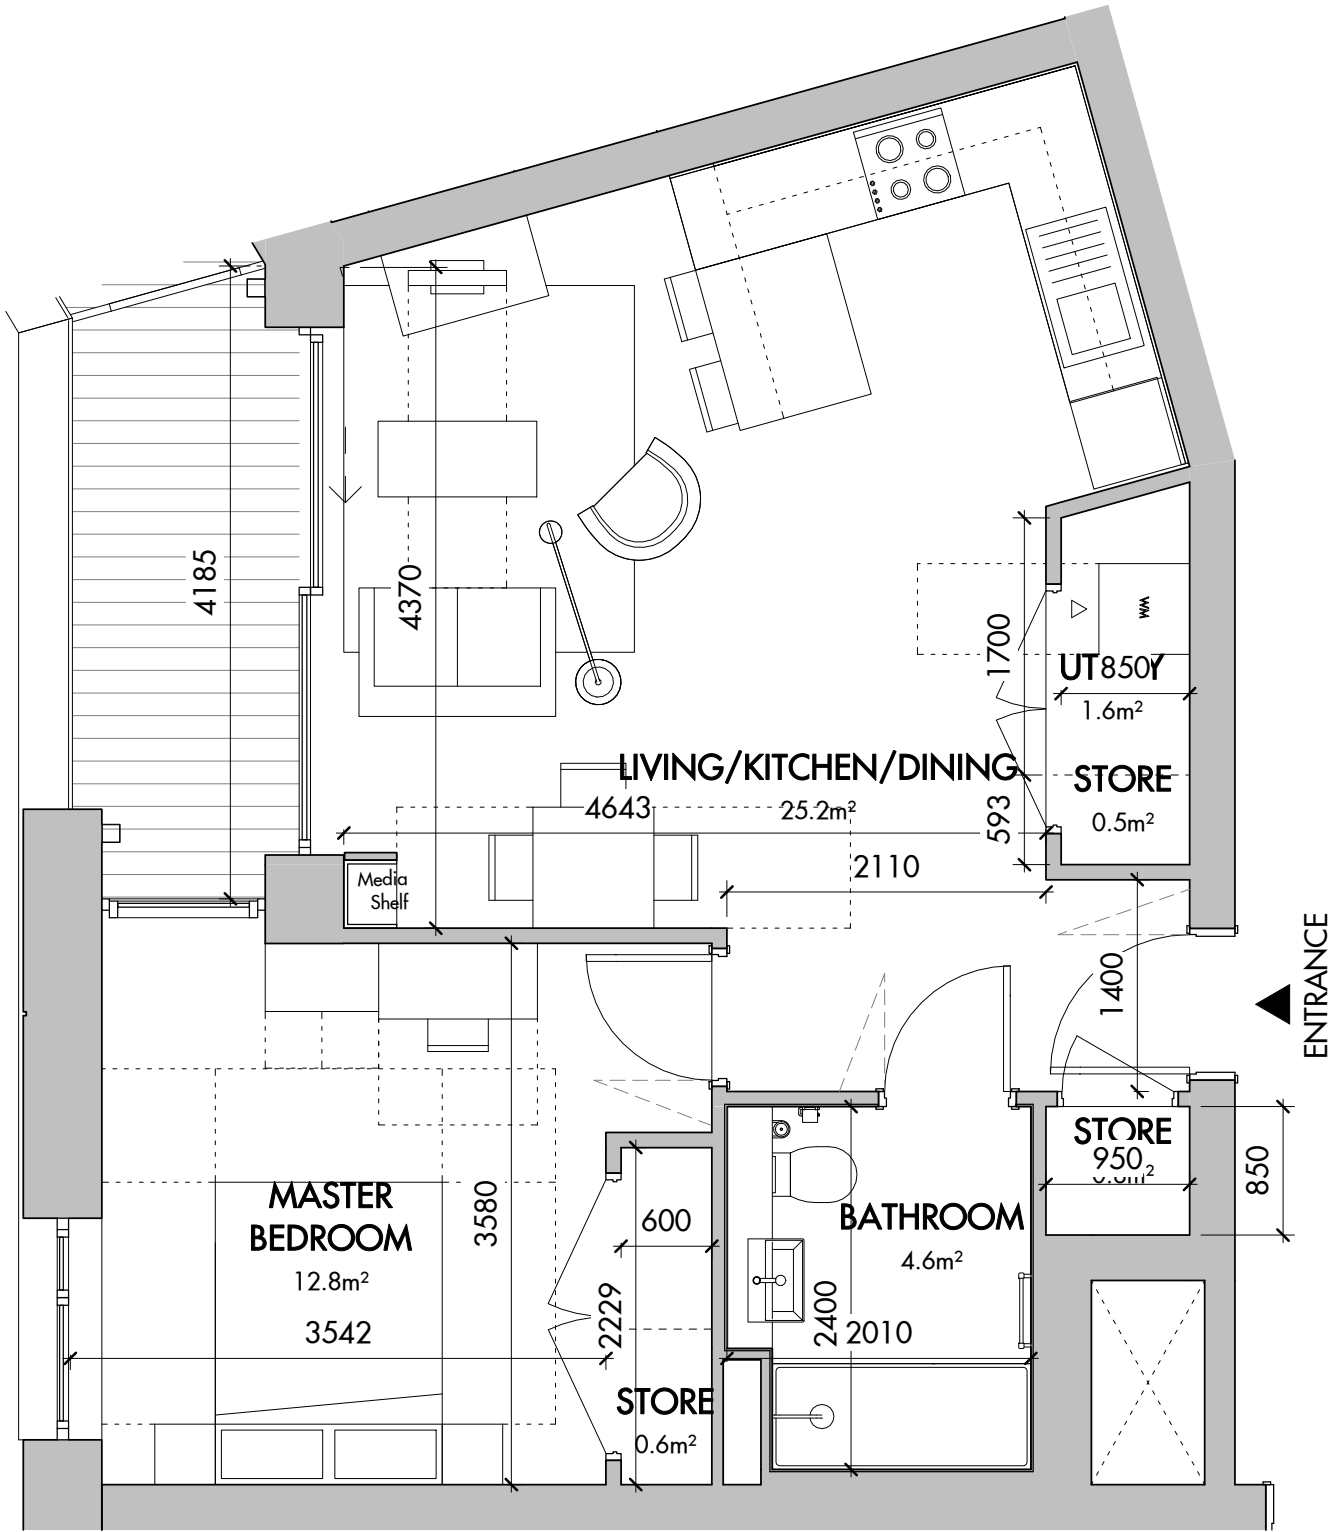 4185
4370
1700
WM
UT850Y
1.6m²
LIVING/KITCHEN/DINING
STORE
4643
25.2m²
593
0.5m²
2110
Media
Shelf
1400
ENTRANCE
STORE
950
850
MASTER
BEDROOM
12.8m²
3542
3580
600
2229
BATHROOM
4.6m²
2400
2010
STORE
0.6m²